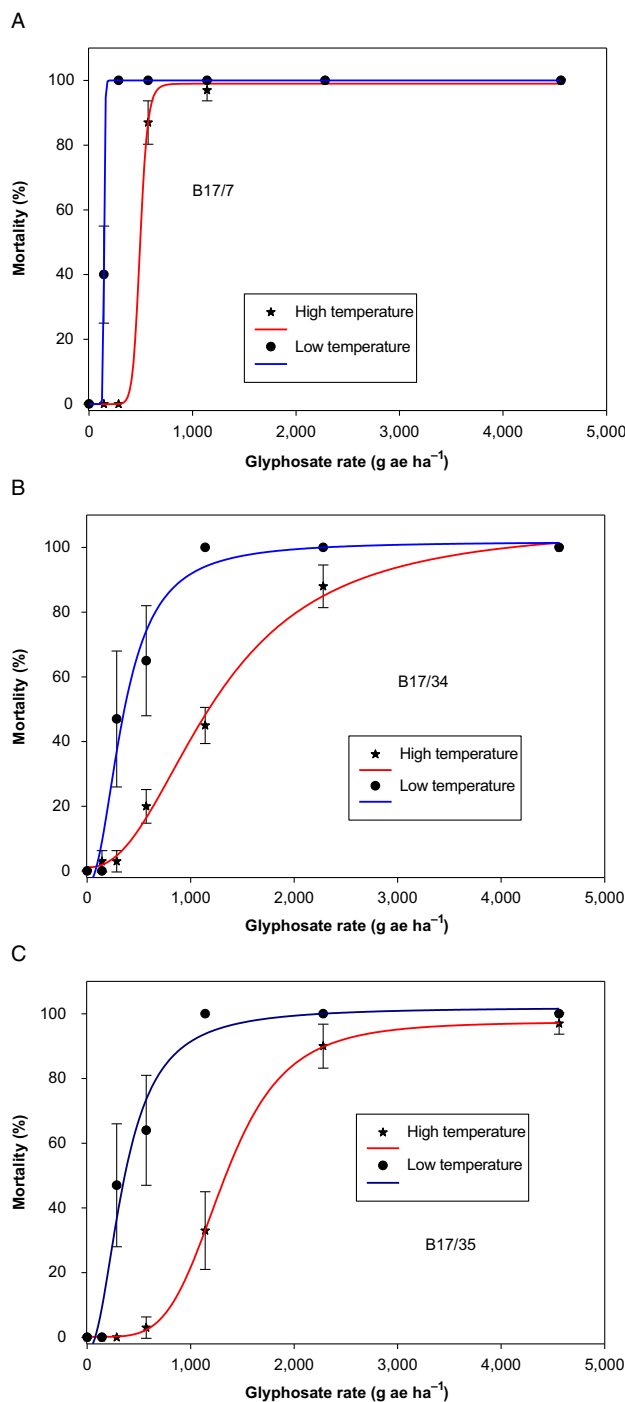 A
100
80
60
40
20
0
Mortality (%)
B17/7
High temperature
Low temperature
0 1,000 2,000 3,000 4,000 5,000
Glyphosate rate (g ae ha⁻¹)
B
100
80
60
40
20
0
Mortality (%)
B17/34
High temperature
Low temperature
0 1,000 2,000 3,000 4,000 5,000
Glyphosate rate (g ae ha⁻¹)
C
100
80
60
40
20
0
Mortality (%)
High temperature
Low temperature
B17/35
0 1,000 2,000 3,000 4,000 5,000
Glyphosate rate (g ae ha⁻¹)